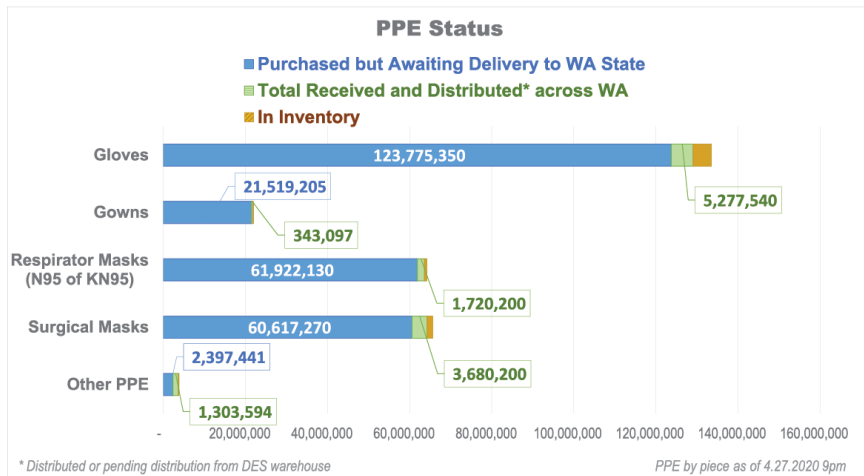 PPE Status
Purchased but Awaiting Delivery to WA State
Total Received and Distributed* across WA
In Inventory
Gloves
123,775,350
5,277,540
21,519,205
Gowns
343,097
Respirator Masks
(N95 of KN95)
61,922,130
1,720,200
Surgical Masks
60,617,270
3,680,200
2,397,441
Other PPE
1,303,594
- 20,000,000 40,000,000 60,000,000 80,000,000 100,000,000 120,000,000 140,000,000 160,000,000
* Distributed or pending distribution from DES warehouse
PPE by piece as of 4.27.2020 9pm